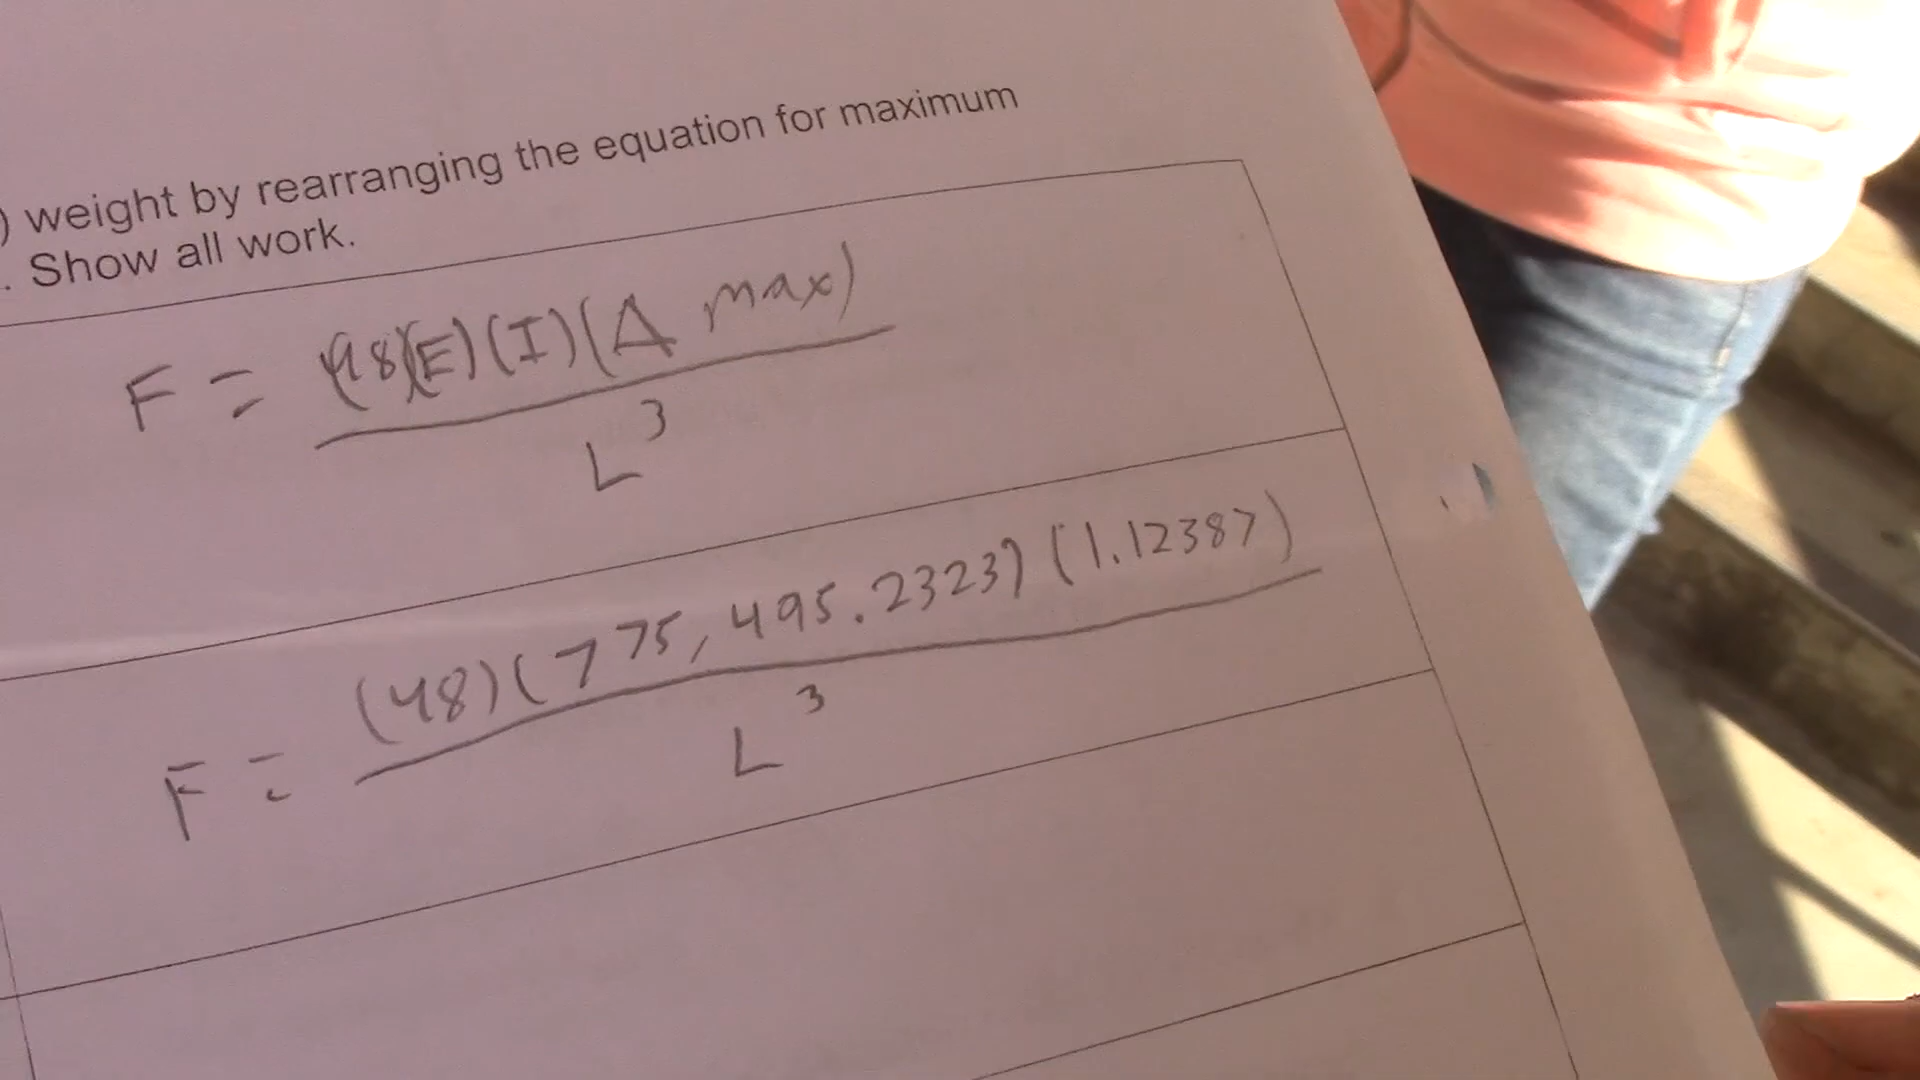 ) weight by rearranging the equation for maximum
. Show all work.
F = (48)(E)(I)(Δ max)
L³
F = (48)(775,495.2323)(1.12387)
L³